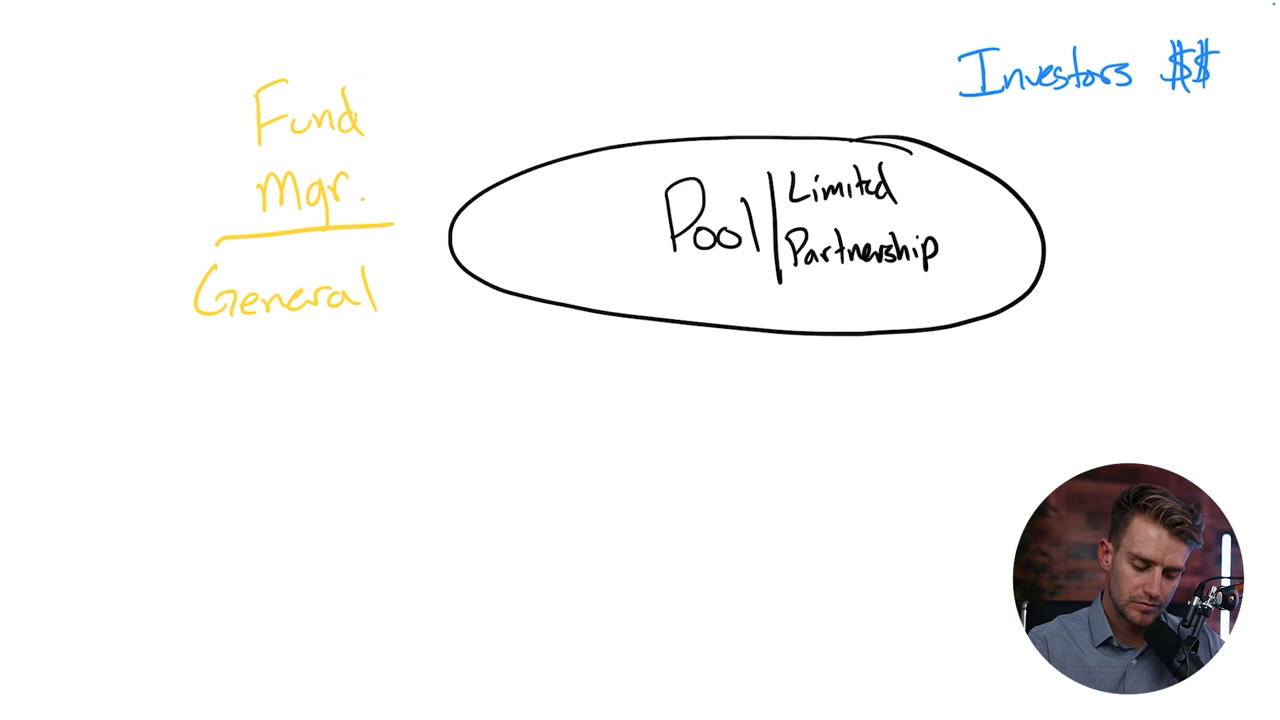 Investors $$
Fund
Mgr.
General
Pool
Limited
Partnership